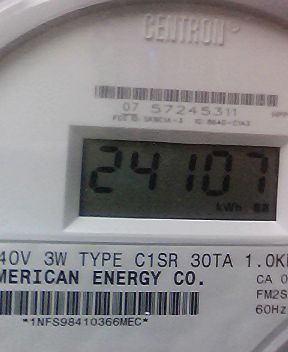 CENTRON®
07 57245311
24107
kWh
40V 3W TYPE C1SR 30TA 1.0K
MERICAN ENERGY CO.
CA 0
FM2S
60Hz
*1NFS98410366MEC*